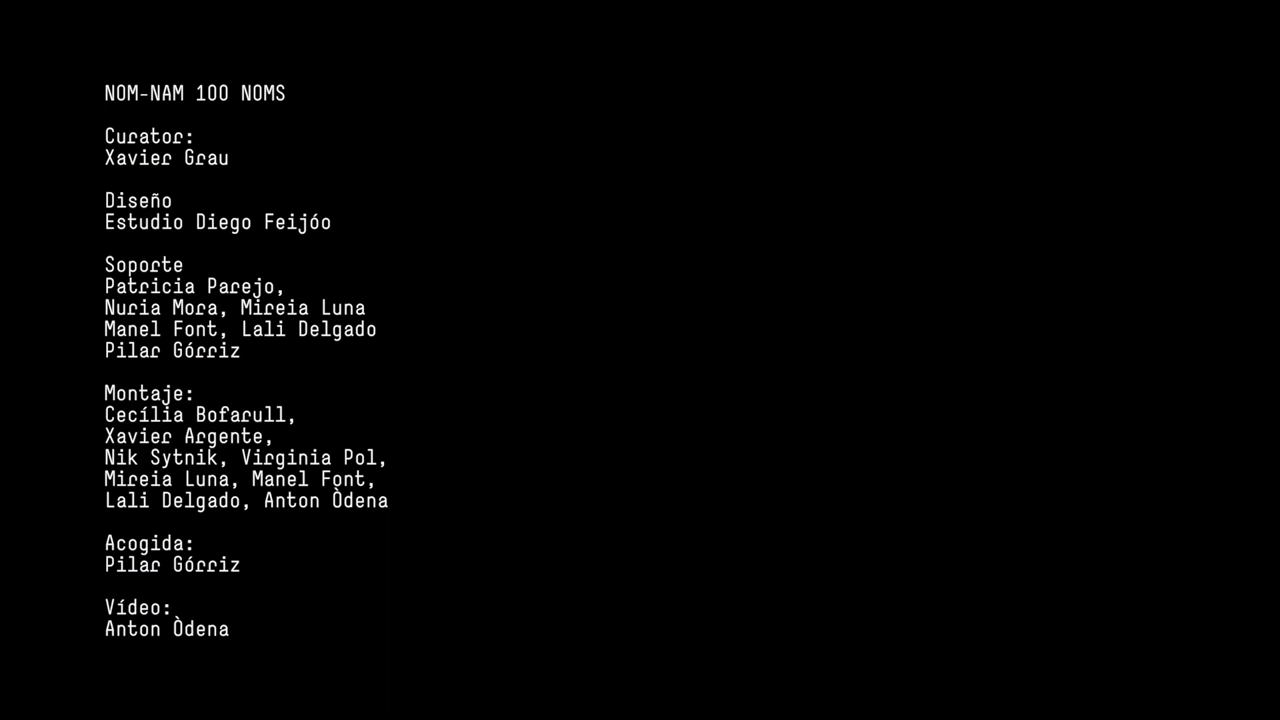 NOM-NAM 100 NOMS
Curator:
Xavier Grau
Diseño
Estudio Diego Feijóo
Soporte
Patricia Parejo,
Nuria Mora, Mireia Luna
Manel Font, Lali Delgado
Pilar Górriz
Montaje:
Cecília Bofarull,
Xavier Argente,
Nik Sytnik, Virginia Pol,
Mireia Luna, Manel Font,
Lali Delgado, Anton Òdena
Acogida:
Pilar Górriz
Vídeo:
Anton Òdena